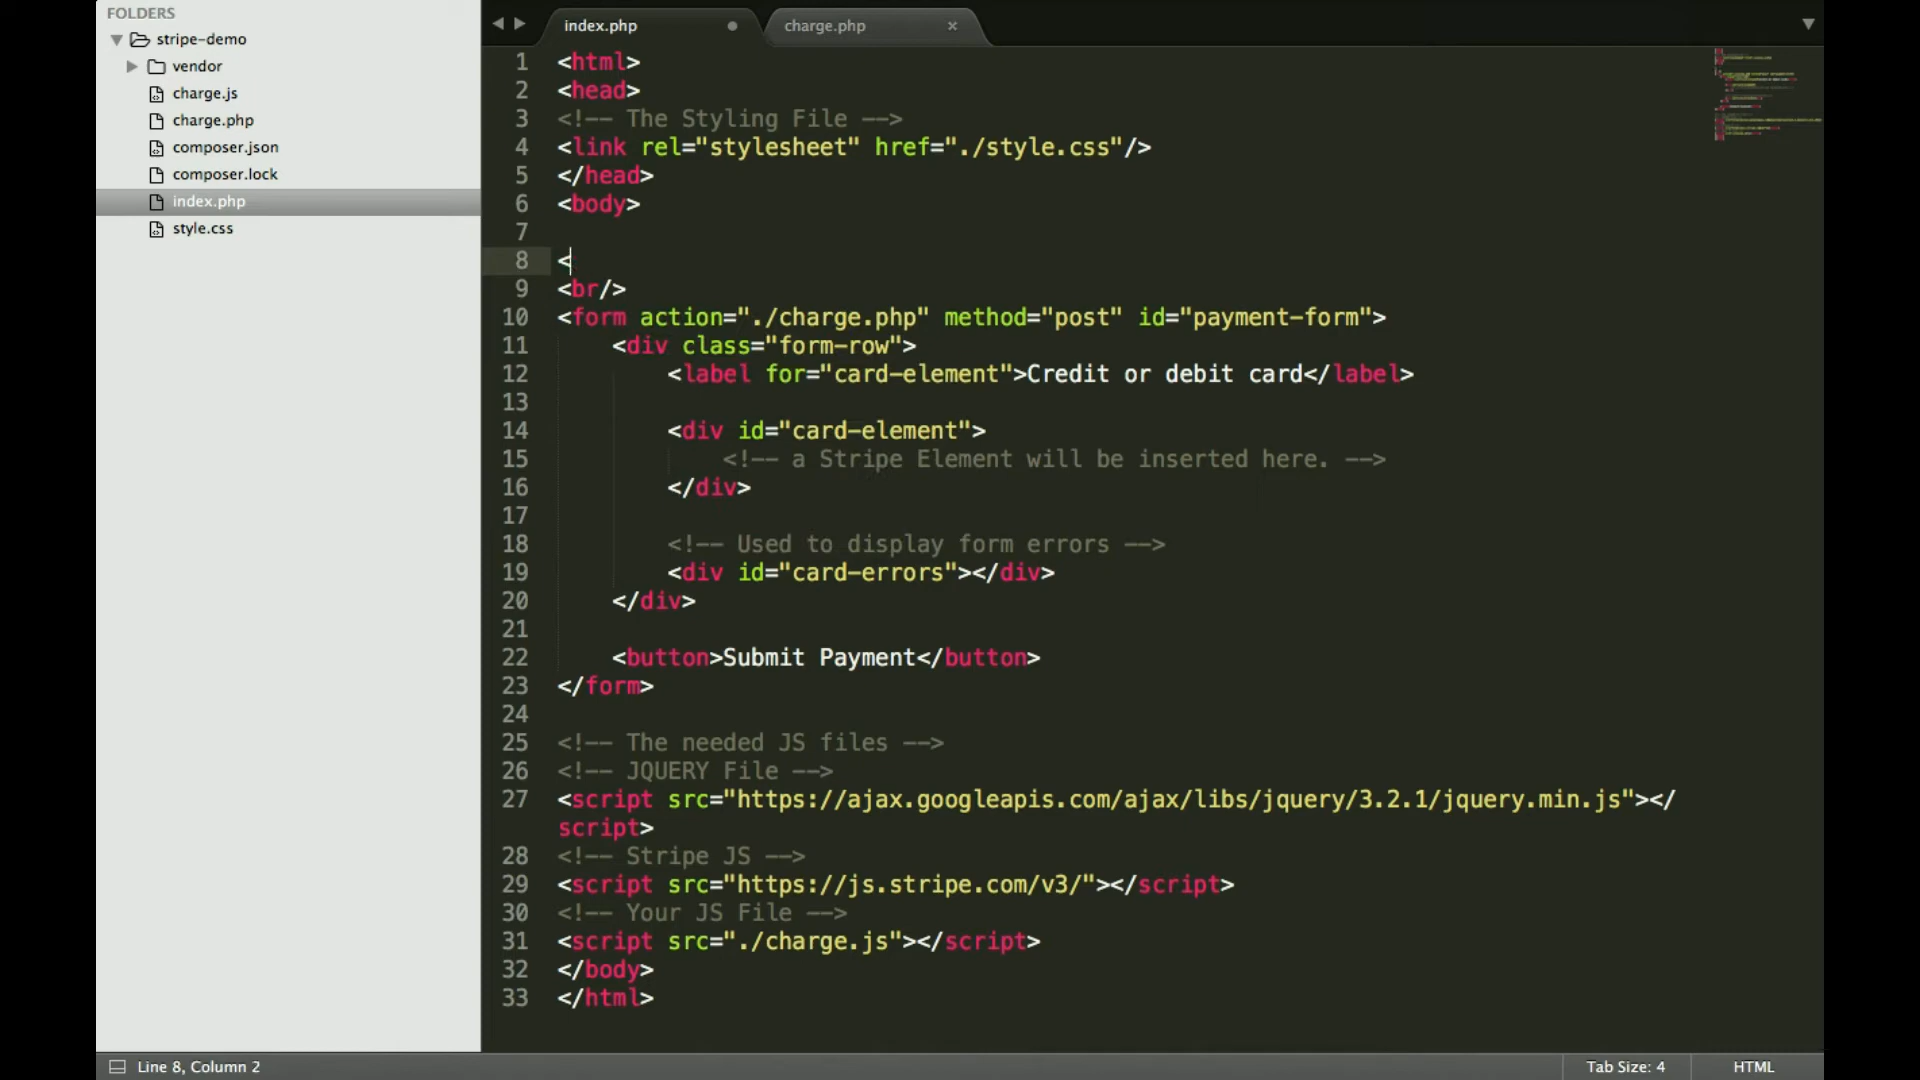 FOLDERS
stripe-demo
vendor
charge.js
charge.php
composer.json
composer.lock
index.php
style.css
index.php
charge.php
1 <html>
2 <head>
3 <!-- The Styling File -->
4 <link rel="stylesheet" href="./style.css"/>
5 </head>
6 <body>
7
8 <
9 <br/>
10 <form action="./charge.php" method="post" id="payment-form">
11 <div class="form-row">
12 <label for="card-element">Credit or debit card</label>
13
14 <div id="card-element">
15 <!-- a Stripe Element will be inserted here. -->
16 </div>
17
18 <!-- Used to display form errors -->
19 <div id="card-errors"></div>
20 </div>
21
22 <button>Submit Payment</button>
23 </form>
24
25 <!-- The needed JS files -->
26 <!-- JQUERY File -->
27 <script src="https://ajax.googleapis.com/ajax/libs/jquery/3.2.1/jquery.min.js"></
script>
28 <!-- Stripe JS -->
29 <script src="https://js.stripe.com/v3/"></script>
30 <!-- Your JS File -->
31 <script src="./charge.js"></script>
32 </body>
33 </html>
Line 8, Column 2
Tab Size: 4
HTML